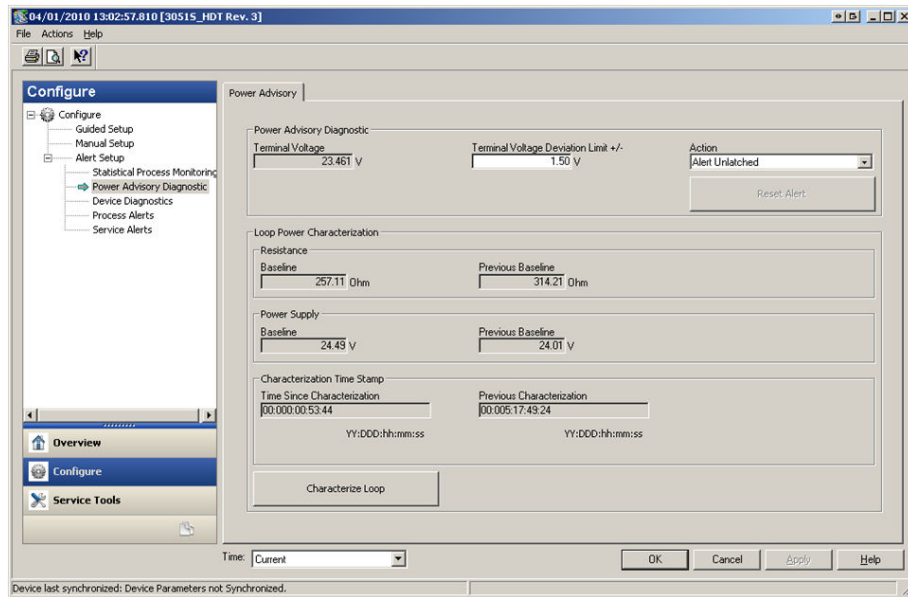 04/01/2010 13:02:57.810 [3051S_HDT Rev. 3]
File Actions Help
Configure
Configure
Guided Setup
Manual Setup
Alert Setup
Statistical Process Monitoring
Power Advisory Diagnostic
Device Diagnostics
Process Alerts
Service Alerts
Overview
Configure
Service Tools
Power Advisory
Power Advisory Diagnostic
Terminal Voltage
23.461 V
Terminal Voltage Deviation Limit +/-
1.50 V
Action
Alert Unlatched
Reset Alert
Loop Power Characterization
Resistance
Baseline
257.11 Ohm
Previous Baseline
314.21 Ohm
Power Supply
Baseline
24.49 V
Previous Baseline
24.01 V
Characterization Time Stamp
Time Since Characterization
00:000:00:53:44
YY:DDD:hh:mm:ss
Previous Characterization
00:005:17:49:24
YY:DDD:hh:mm:ss
Characterize Loop
Time: Current
OK Cancel Apply Help
Device last synchronized: Device Parameters not Synchronized.